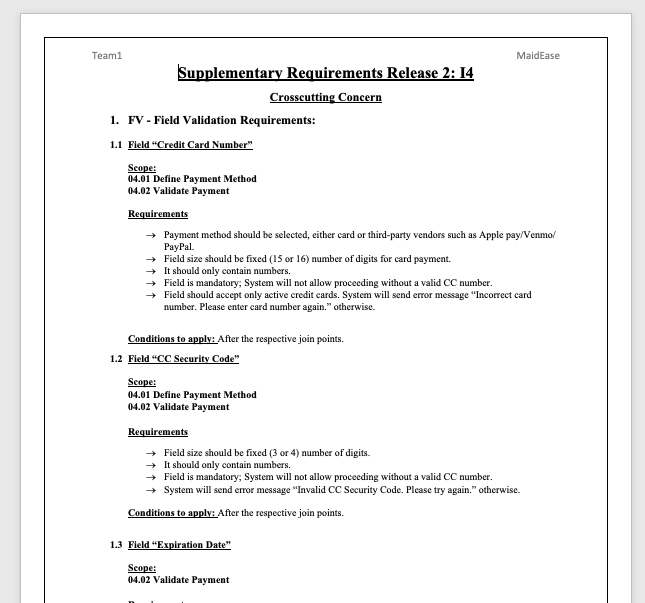 Team1 MaidEase
Supplementary Requirements Release 2: I4
Crosscutting Concern
1. FV - Field Validation Requirements:
1.1 Field “Credit Card Number”
Scope:
04.01 Define Payment Method
04.02 Validate Payment
Requirements
→ Payment method should be selected, either card or third-party vendors such as Apple pay/Venmo/
PayPal.
→ Field size should be fixed (15 or 16) number of digits for card payment.
→ It should only contain numbers.
→ Field is mandatory; System will not allow proceeding without a valid CC number.
→ Field should accept only active credit cards. System will send error message “Incorrect card
number. Please enter card number again.” otherwise.
Conditions to apply: After the respective join points.
1.2 Field “CC Security Code”
Scope:
04.01 Define Payment Method
04.02 Validate Payment
Requirements
→ Field size should be fixed (3 or 4) number of digits.
→ It should only contain numbers.
→ Field is mandatory; System will not allow proceeding without a valid CC number.
→ System will send error message “Invalid CC Security Code. Please try again.” otherwise.
Conditions to apply: After the respective join points.
1.3 Field “Expiration Date”
Scope:
04.02 Validate Payment